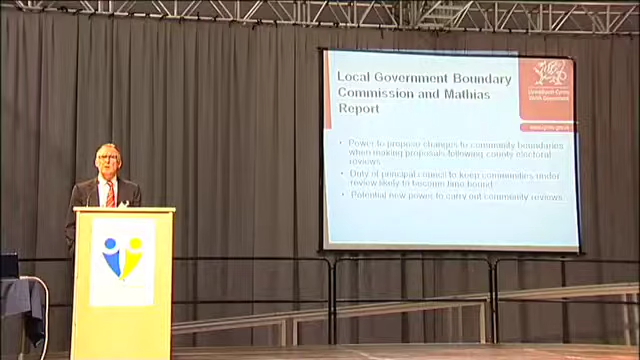 Local Government Boundary
Commission and Mathias
Report
Llywodraeth Cymru
Welsh Government
• Power to propose changes to community boundaries
when making proposals following county electoral
reviews
• Duty of principal council to keep communities under
review likely to become time bound
• Potential new power to carry out community reviews